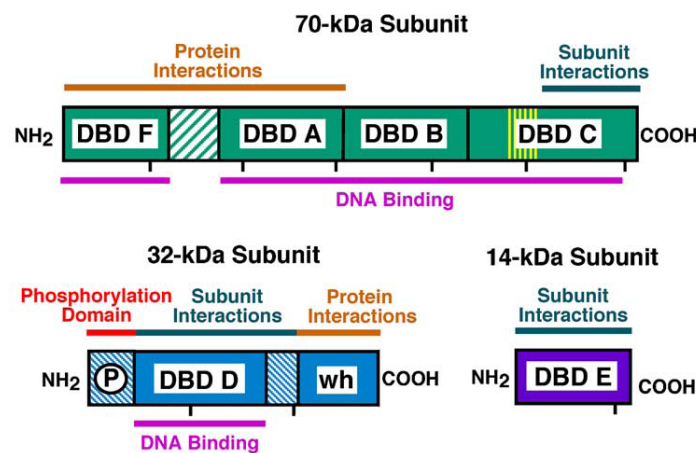 70-kDa Subunit
Protein
Interactions
Subunit
Interactions
NH2 DBD F DBD A DBD B DBD C COOH
DNA Binding
32-kDa Subunit
Phosphorylation
Domain
Subunit
Interactions
Protein
Interactions
NH2 P DBD D wh COOH
DNA Binding
14-kDa Subunit
Subunit
Interactions
NH2 DBD E COOH